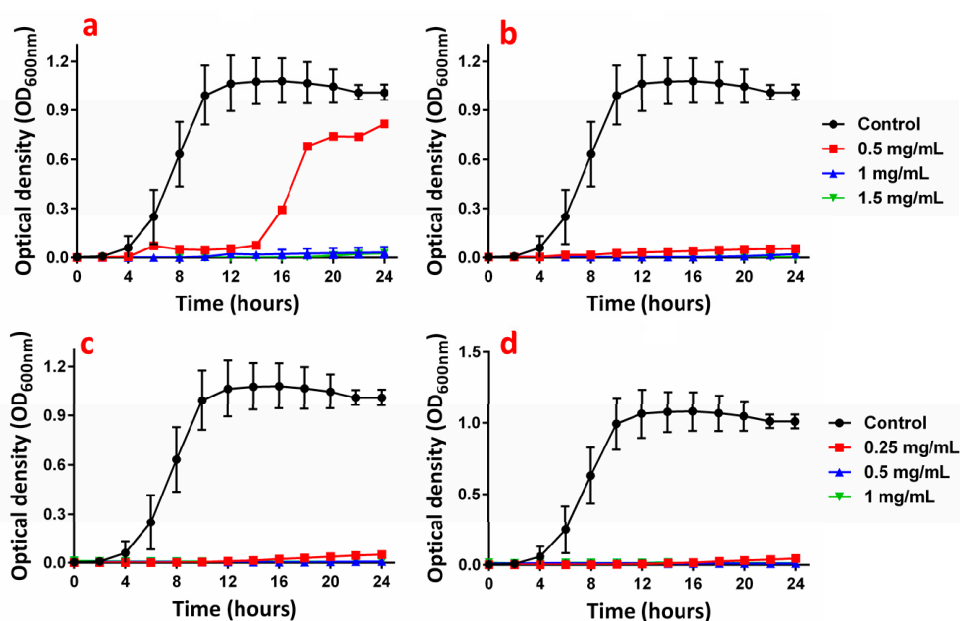 a
Optical density (OD600nm)
1.2
0.9
0.6
0.3
0.0
0 4 8 12 16 20 24
Time (hours)
b
Optical density (OD600nm)
1.2
0.9
0.6
0.3
0.0
0 4 8 12 16 20 24
Time (hours)
Control
0.5 mg/mL
1 mg/mL
1.5 mg/mL
c
Optical density (OD600nm)
1.2
0.9
0.6
0.3
0.0
0 4 8 12 16 20 24
Time (hours)
d
Optical density (OD600nm)
1.5
1.0
0.5
0.0
0 4 8 12 16 20 24
Time (hours)
Control
0.25 mg/mL
0.5 mg/mL
1 mg/mL